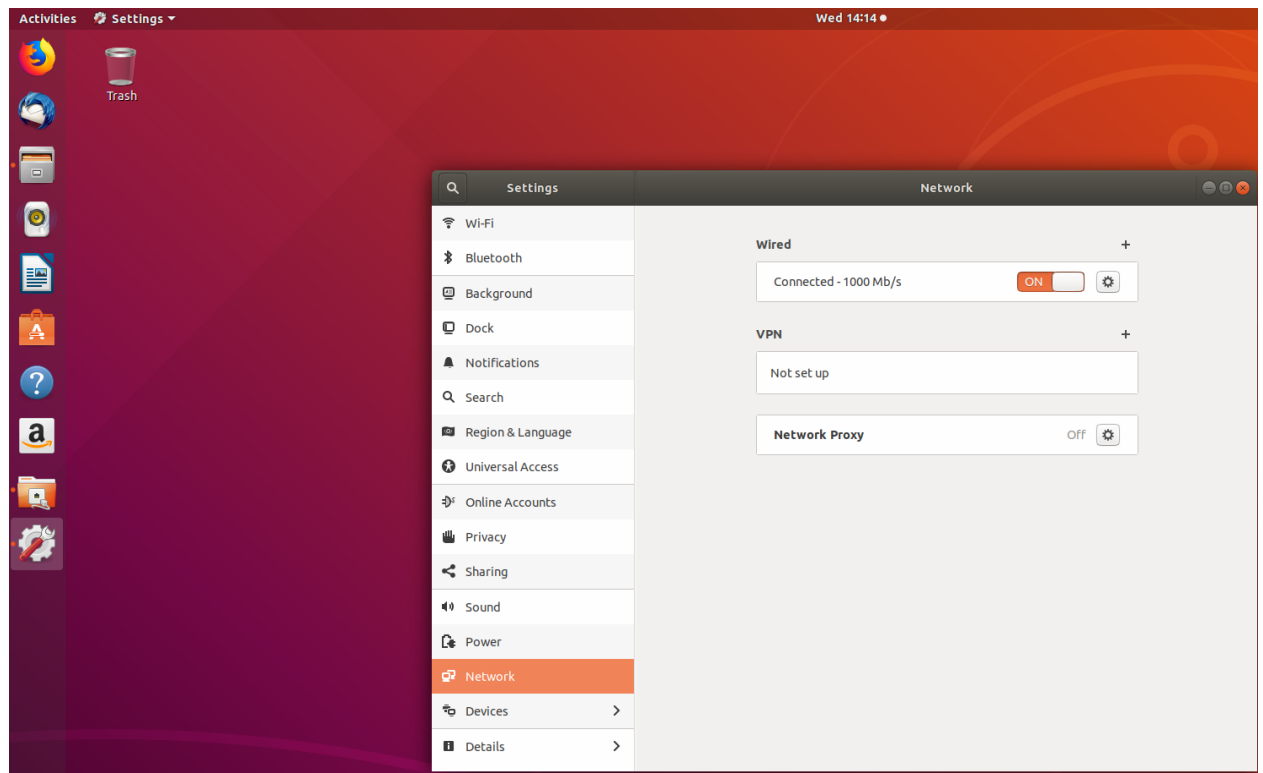 Activities Settings Wed 14:14
Trash
Settings Network
Wi-Fi
Bluetooth
Background
Dock
Notifications
Search
Region & Language
Universal Access
Online Accounts
Privacy
Sharing
Sound
Power
Network
Devices
Details
Wired
Connected - 1000 Mb/s ON
VPN
Not set up
Network Proxy Off